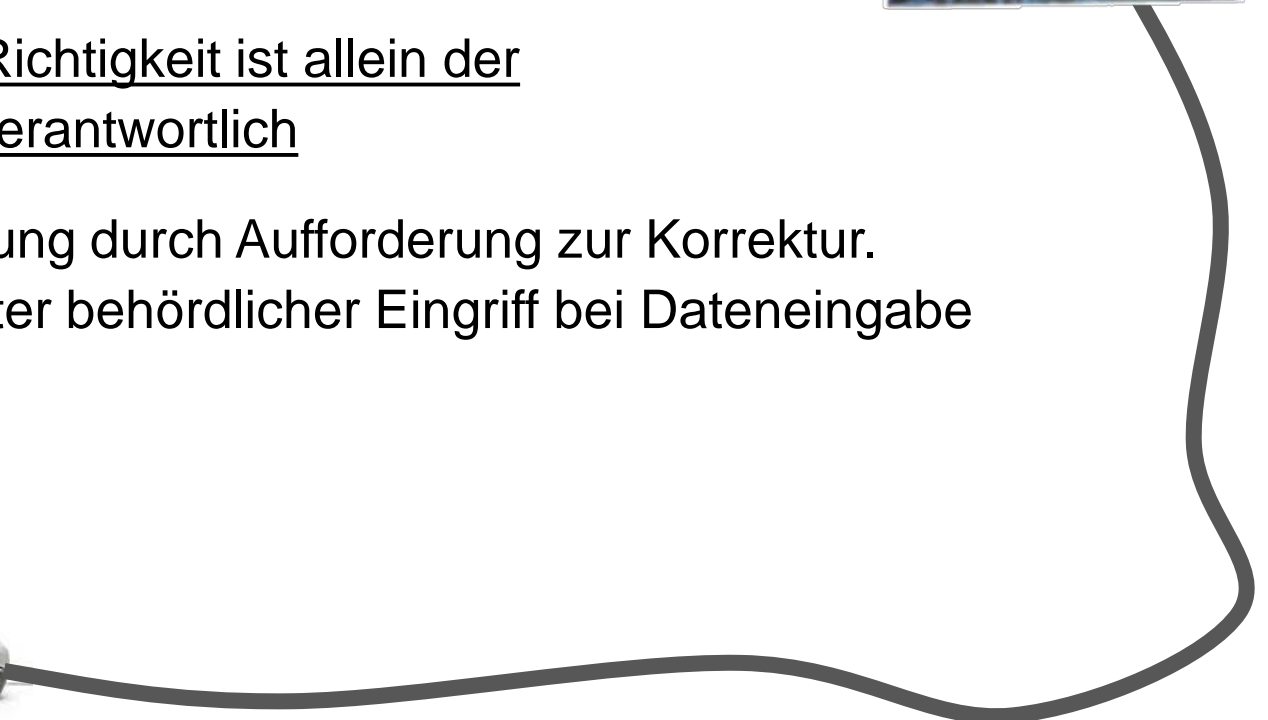 Richtigkeit ist allein der
erantwortlich
ung durch Aufforderung zur Korrektur.
ter behördlicher Eingriff bei Dateneingabe